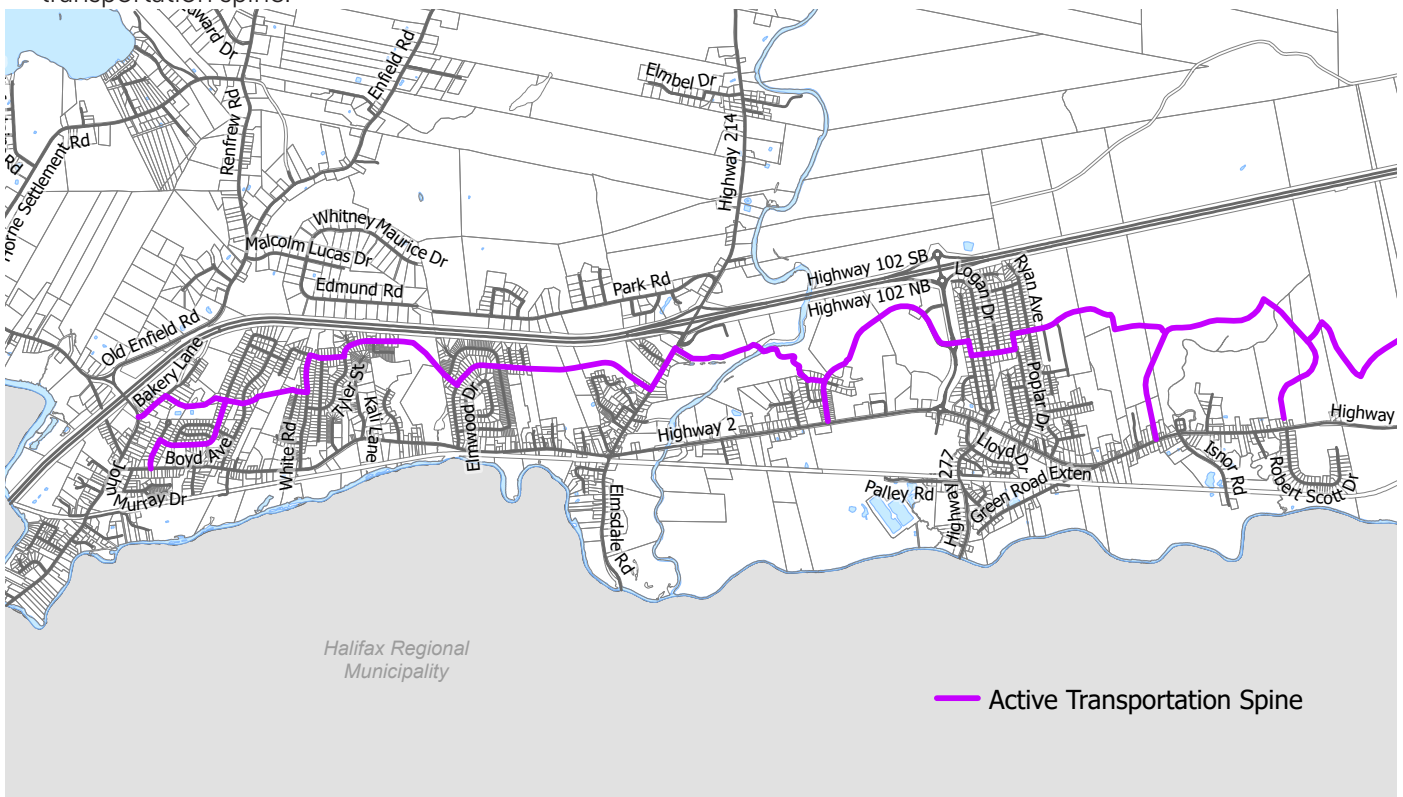 transportation spine.
Elmbel Dr
Enfield Rd
Renfrew Rd
Highway 214
Rd
Horne Settlement Rd
Whitney Maurice Dr
Malcolm Lucas Dr
Edmund Rd
Park Rd
Highway 102 SB
Highway 102 NB
Logan Dr
Ryan Ave
Old Enfield Rd
Bakery Lane
Tyler St
Kali Lane
Elmwood Dr
Poplar Dr
Highway 2
Highway
Boyd Ave
White Rd
John
Murray Dr
Lloyd Dr
Highway 277
Palley Rd
Green Road Exten
Isnor Rd
Robert Scott Dr
Elmsdale Rd
Halifax Regional
Municipality
Active Transportation Spine